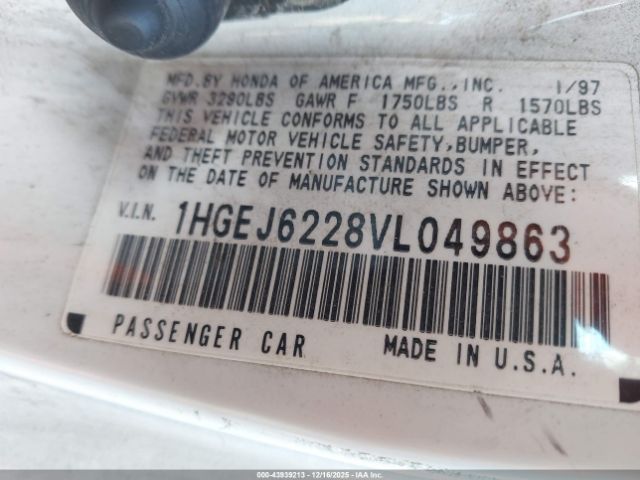 MFD. BY HONDA OF AMERICA MFG., INC. 1/97
GVWR 3290LBS GAWR F 1750LBS R 1570LBS
THIS VEHICLE CONFORMS TO ALL APPLICABLE
FEDERAL MOTOR VEHICLE SAFETY, BUMPER,
AND THEFT PREVENTION STANDARDS IN EFFECT
ON THE DATE OF MANUFACTURE SHOWN ABOVE:
V.I.N. 1HGEJ6228VL049863
PASSENGER CAR MADE IN U.S.A.
000-43939213 - 12/16/2025 - IAA Inc.